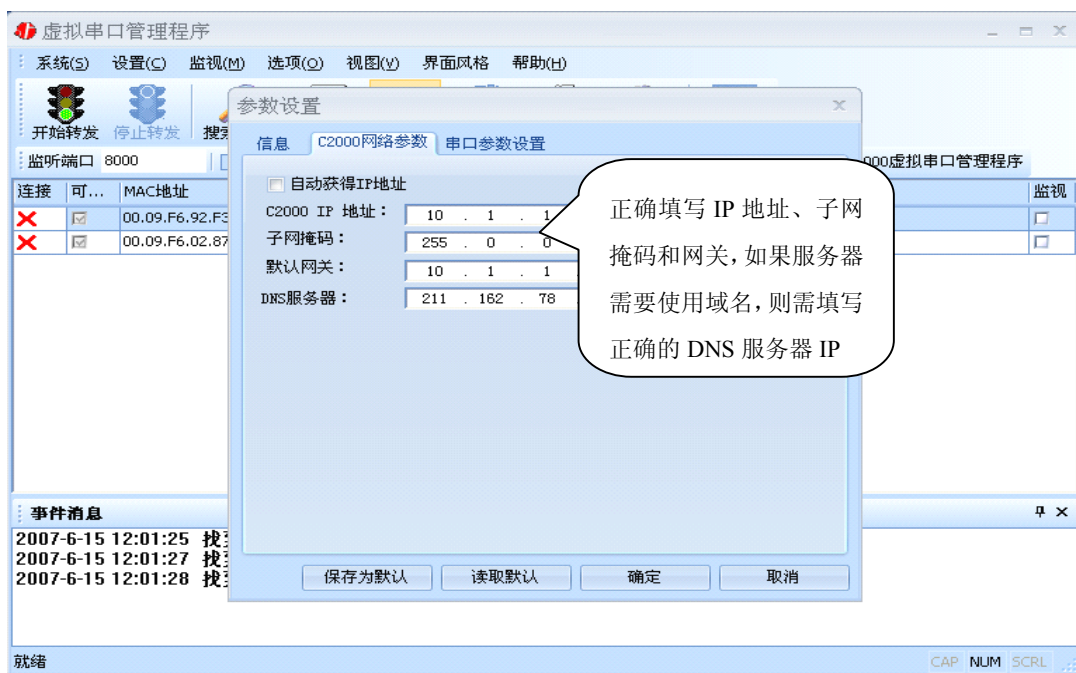 虚拟串口管理程序
系统(S) 设置(C) 监视(M) 选项(O) 视图(V) 界面风格 帮助(H)
开始转发 停止转发 搜索
监听端口 8000
000虚拟串口管理程序
连接 可... MAC地址 监视
00.09.F6.92.F3
00.09.F6.02.87
参数设置
信息 C2000网络参数 串口参数设置
自动获得IP地址
C2000 IP 地址: 10 . 1 . 1
子网掩码: 255 . 0 . 0
默认网关: 10 . 1 . 1
DNS服务器: 211 . 162 . 78
正确填写 IP 地址、子网
掩码和网关,如果服务器
需要使用域名,则需填写
正确的 DNS 服务器 IP
保存为默认 读取默认 确定 取消
事件消息
2007-6-15 12:01:25 找
2007-6-15 12:01:27 找
2007-6-15 12:01:28 找
就绪
CAP NUM SCRL